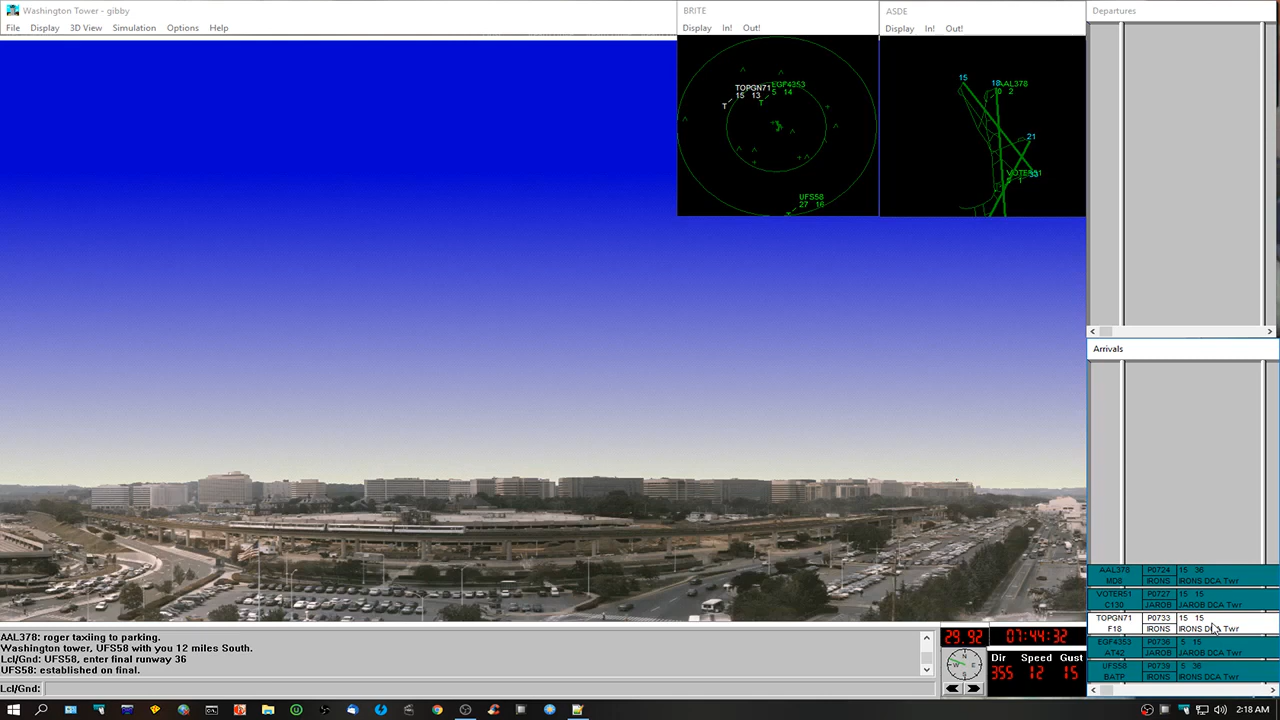 Washington Tower - gibby
File Display 3D View Simulation Options Help
BRITE
Display In! Out!
TOPGN71
15 13
EGF4353
5 14
UFS58
27 16
ASDE
Display In! Out!
15
18
AAL378
0 2
21
VOTER51
1
33
Departures
Arrivals
AAL378 P0724 15 36
MD8 IRONS IRONS DCA Twr
VOTER51 P0727 15 15
C130 JAROB JAROB DCA Twr
TOPGN71 P0733 15 15
F18 IRONS IRONS DCA Twr
EGF4353 P0736 5 15
AT42 JAROB JAROB DCA Twr
UFS58 P0739 5 36
BATP IRONS IRONS DCA Twr
AAL378: roger taxiing to parking.
Washington tower, UFS58 with you 12 miles South.
Lcl/Gnd: UFS58, enter final runway 36
UFS58: established on final.
Lcl/Gnd:
29.92 07:44:32
N
E
S
W
Dir Speed Gust
355 12 15
2:18 AM